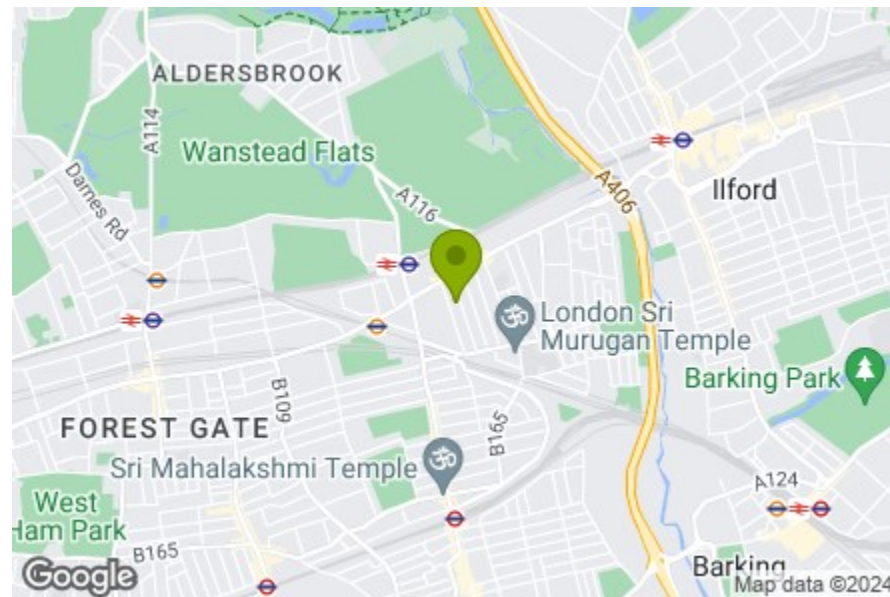 ALDERSBROOK
A114
Wanstead Flats
Dames Rd
A116
A406
Ilford
London Sri
Murugan Temple
Barking Park
B109
FOREST GATE
B165
Sri Mahalakshmi Temple
A124
West
Ham Park
B165
Barking
Google
Map data ©2024